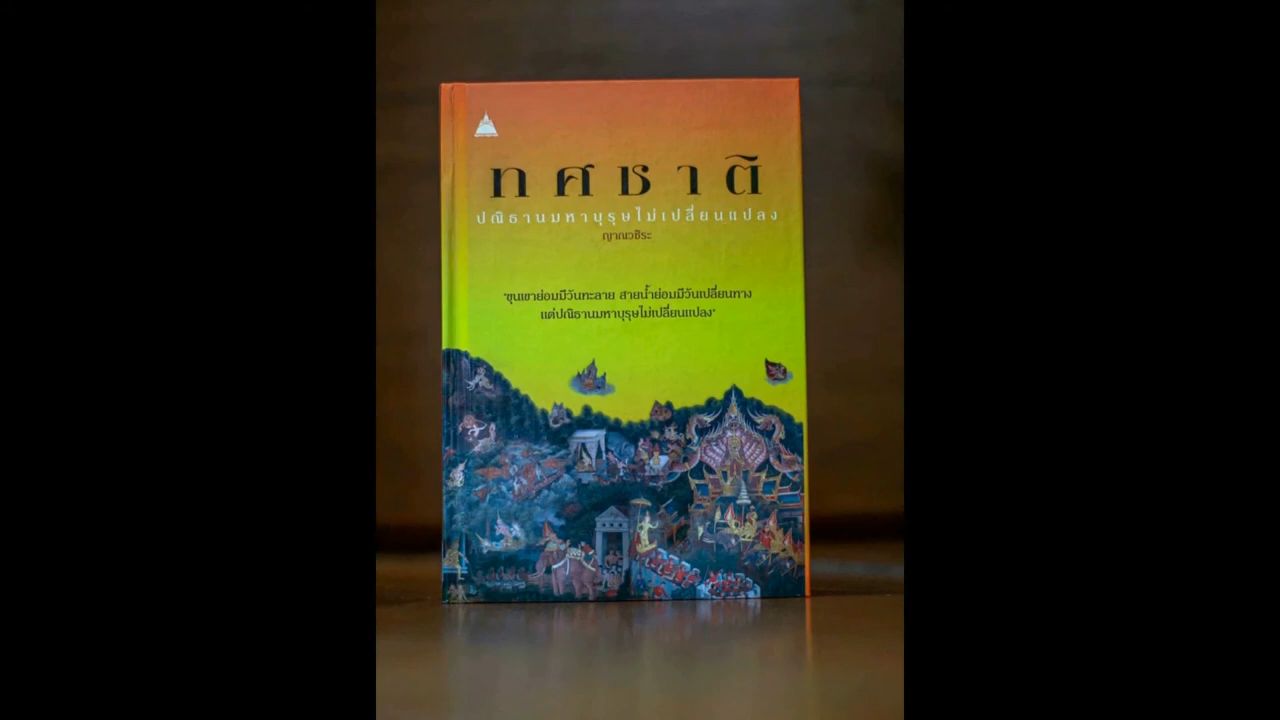 ทศชาติ
ปณิธานมหาบุรุษไม่เปลี่ยนแปลง
ญาณวชิระ
"ขุนเขาย่อมมีวันทะลาย สายน้ำย่อมมีวันเปลี่ยนทาง
แต่ปณิธานมหาบุรุษไม่เปลี่ยนแปลง"